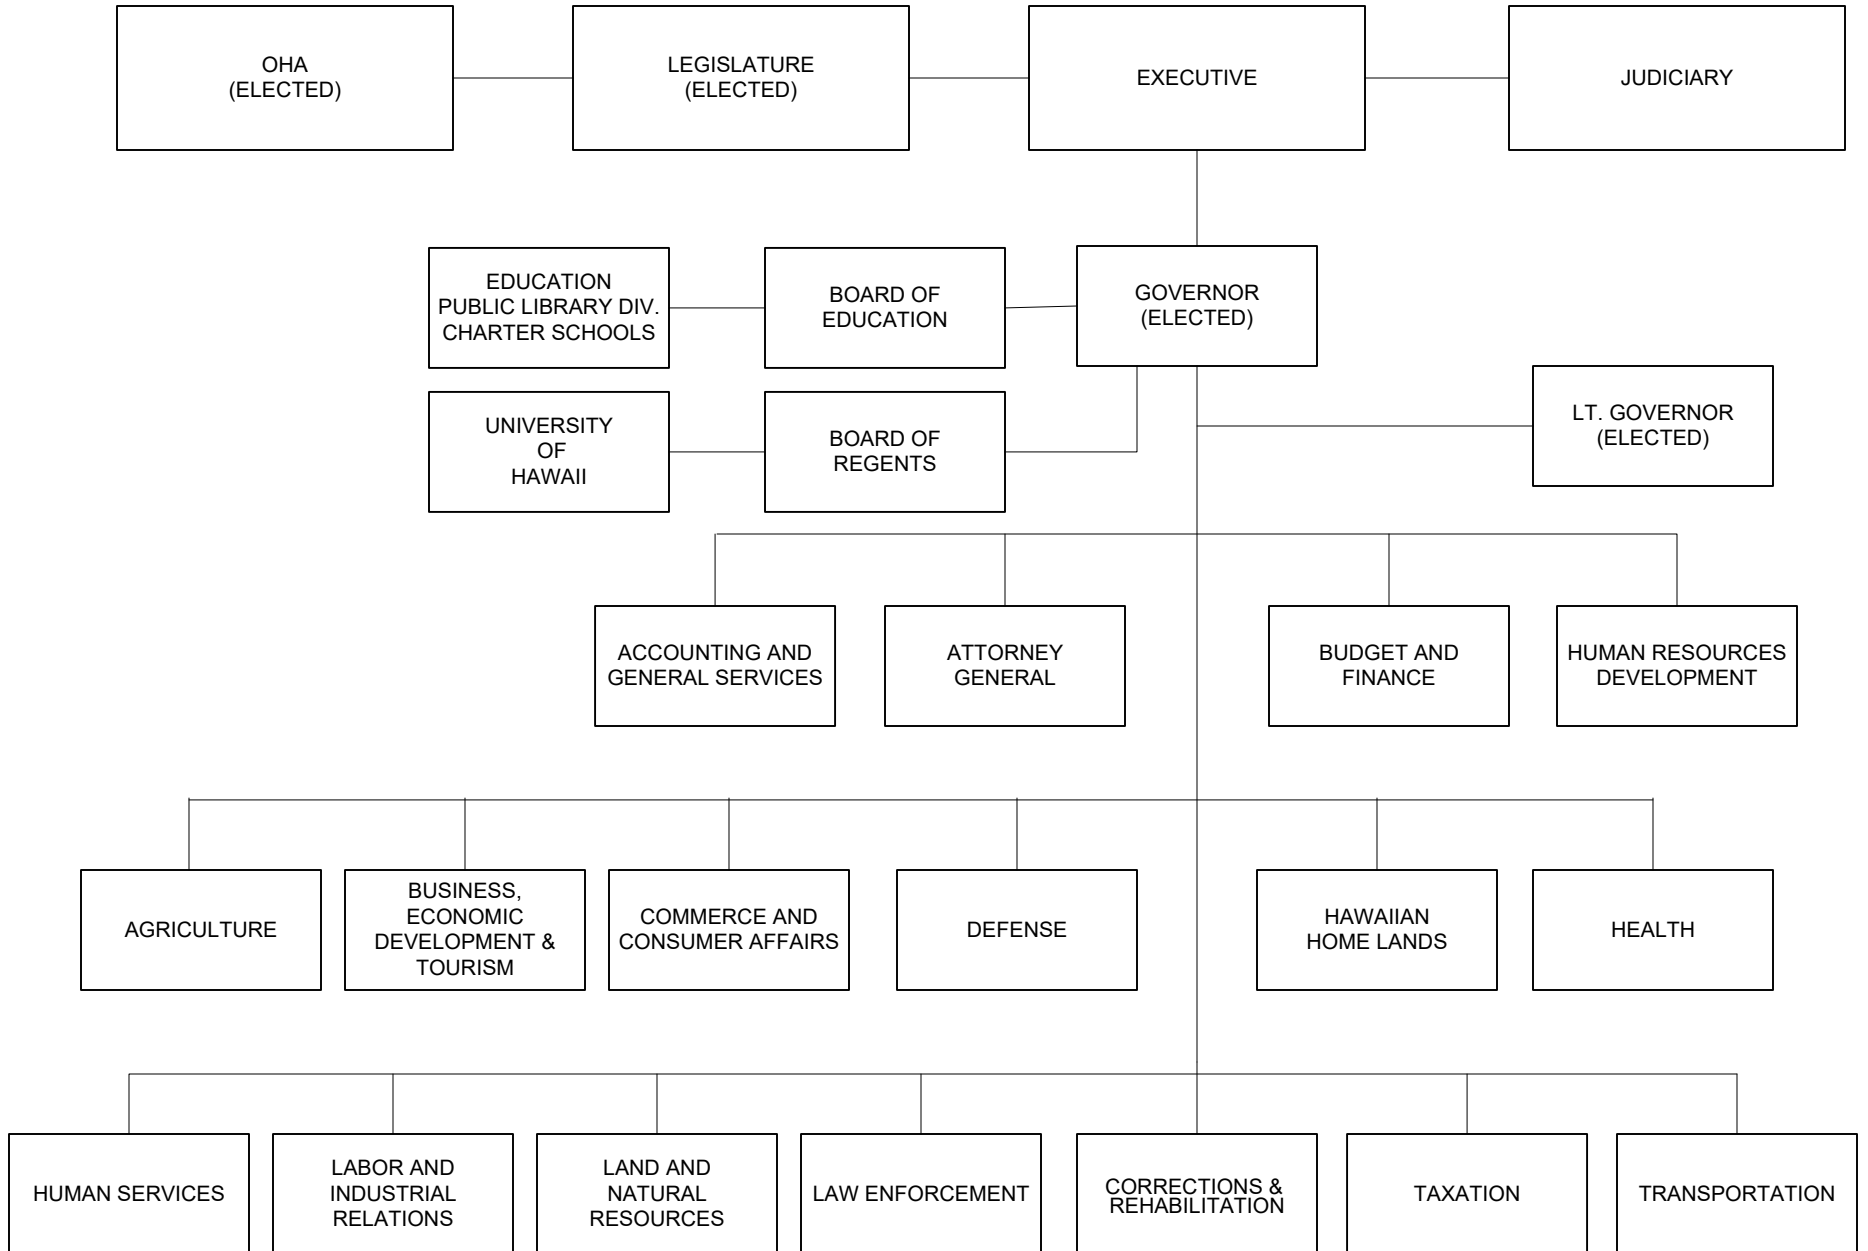 OHA
(ELECTED)
LEGISLATURE
(ELECTED)
EXECUTIVE
JUDICIARY
EDUCATION
PUBLIC LIBRARY DIV.
CHARTER SCHOOLS
BOARD OF
EDUCATION
GOVERNOR
(ELECTED)
UNIVERSITY
OF
HAWAII
BOARD OF
REGENTS
LT. GOVERNOR
(ELECTED)
ACCOUNTING AND
GENERAL SERVICES
ATTORNEY
GENERAL
BUDGET AND
FINANCE
HUMAN RESOURCES
DEVELOPMENT
AGRICULTURE
BUSINESS,
ECONOMIC
DEVELOPMENT &
TOURISM
COMMERCE AND
CONSUMER AFFAIRS
DEFENSE
HAWAIIAN
HOME LANDS
HEALTH
HUMAN SERVICES
LABOR AND
INDUSTRIAL
RELATIONS
LAND AND
NATURAL
RESOURCES
LAW ENFORCEMENT
CORRECTIONS &
REHABILITATION
TAXATION
TRANSPORTATION